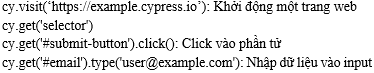 cy.visit(‘https://example.cypress.io’): Khởi động một trang web
cy.get('selector')
cy.get('#submit-button').click(): Click vào phần tử
cy.get('#email').type('user@example.com'): Nhập dữ liệu vào input